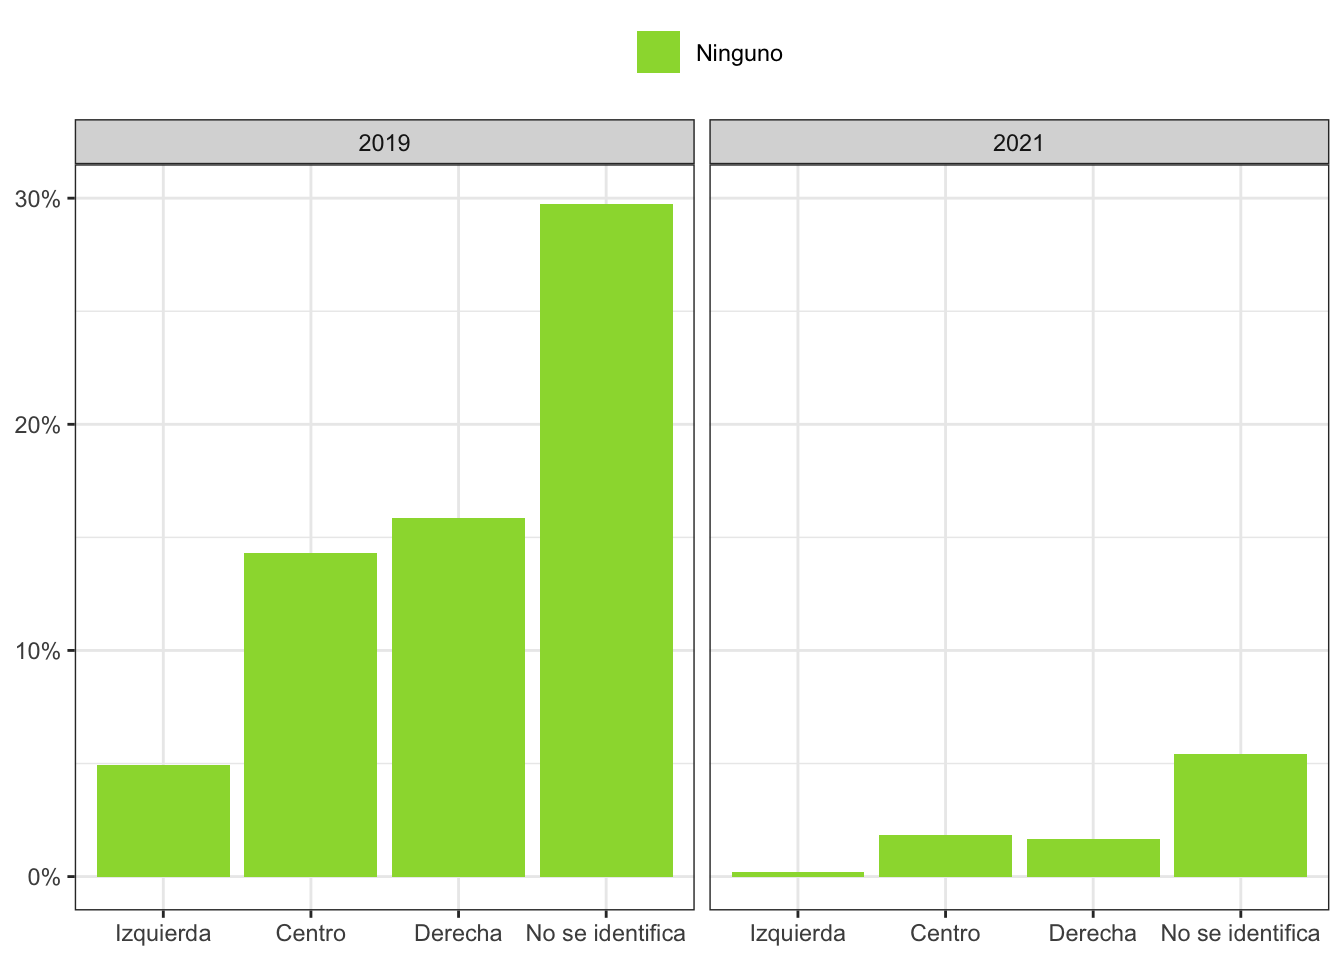 Ninguno
2019 2021
30%
20%
10%
0%
Izquierda Centro Derecha No se identifica Izquierda Centro Derecha No se identifica